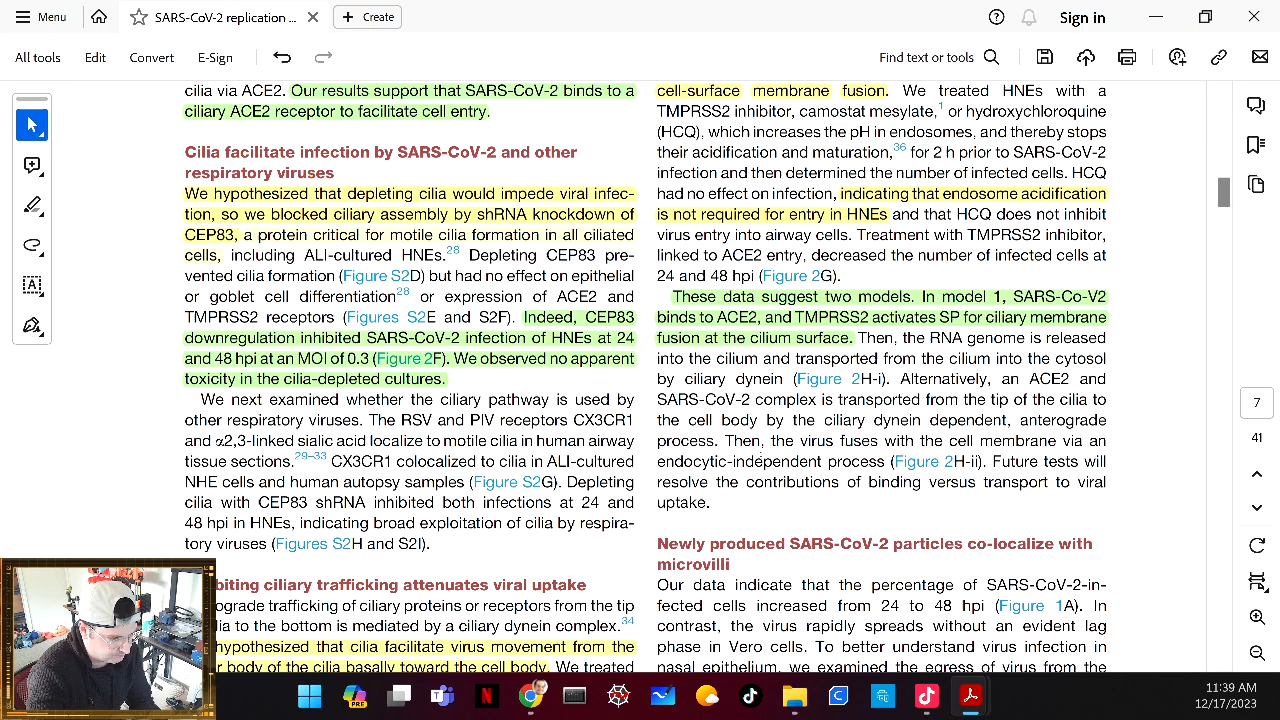 Menu
SARS-CoV-2 replication ...
Create
Sign in
All tools
Edit
Convert
E-Sign
Find text or tools
cilia via ACE2. Our results support that SARS-CoV-2 binds to a
ciliary ACE2 receptor to facilitate cell entry.
Cilia facilitate infection by SARS-CoV-2 and other
respiratory viruses
We hypothesized that depleting cilia would impede viral infec-
tion, so we blocked ciliary assembly by shRNA knockdown of
CEP83, a protein critical for motile cilia formation in all ciliated
cells, including ALI-cultured HNEs.28 Depleting CEP83 pre-
vented cilia formation (Figure S2D) but had no effect on epithelial
or goblet cell differentiation28 or expression of ACE2 and
TMPRSS2 receptors (Figures S2E and S2F). Indeed, CEP83
downregulation inhibited SARS-CoV-2 infection of HNEs at 24
and 48 hpi at an MOI of 0.3 (Figure 2F). We observed no apparent
toxicity in the cilia-depleted cultures.
We next examined whether the ciliary pathway is used by
other respiratory viruses. The RSV and PIV receptors CX3CR1
and α2,3-linked sialic acid localize to motile cilia in human airway
tissue sections.29–33 CX3CR1 colocalized to cilia in ALI-cultured
NHE cells and human autopsy samples (Figure S2G). Depleting
cilia with CEP83 shRNA inhibited both infections at 24 and
48 hpi in HNEs, indicating broad exploitation of cilia by respira-
tory viruses (Figures S2H and S2I).
biting ciliary trafficking attenuates viral uptake
ograde trafficking of ciliary proteins or receptors from the tip
lia to the bottom is mediated by a ciliary dynein complex.34
hypothesized that cilia facilitate virus movement from the
r body of the cilia basally toward the cell body. We treated
cell-surface membrane fusion. We treated HNEs with a
TMPRSS2 inhibitor, camostat mesylate,1 or hydroxychloroquine
(HCQ), which increases the pH in endosomes, and thereby stops
their acidification and maturation,36 for 2 h prior to SARS-CoV-2
infection and then determined the number of infected cells. HCQ
had no effect on infection, indicating that endosome acidification
is not required for entry in HNEs and that HCQ does not inhibit
virus entry into airway cells. Treatment with TMPRSS2 inhibitor,
linked to ACE2 entry, decreased the number of infected cells at
24 and 48 hpi (Figure 2G).
These data suggest two models. In model 1, SARS-Co-V2
binds to ACE2, and TMPRSS2 activates SP for ciliary membrane
fusion at the cilium surface. Then, the RNA genome is released
into the cilium and transported from the cilium into the cytosol
by ciliary dynein (Figure 2H-i). Alternatively, an ACE2 and
SARS-CoV-2 complex is transported from the tip of the cilia to
the cell body by the ciliary dynein dependent, anterograde
process. Then, the virus fuses with the cell membrane via an
endocytic-independent process (Figure 2H-ii). Future tests will
resolve the contributions of binding versus transport to viral
uptake.
Newly produced SARS-CoV-2 particles co-localize with
microvilli
Our data indicate that the percentage of SARS-CoV-2-in-
fected cells increased from 24 to 48 hpi (Figure 1A). In
contrast, the virus rapidly spreads without an evident lag
phase in Vero cells. To better understand virus infection in
nasal epithelium, we examined the egress of virus from the
7
41
PRE
11:39 AM
12/17/2023